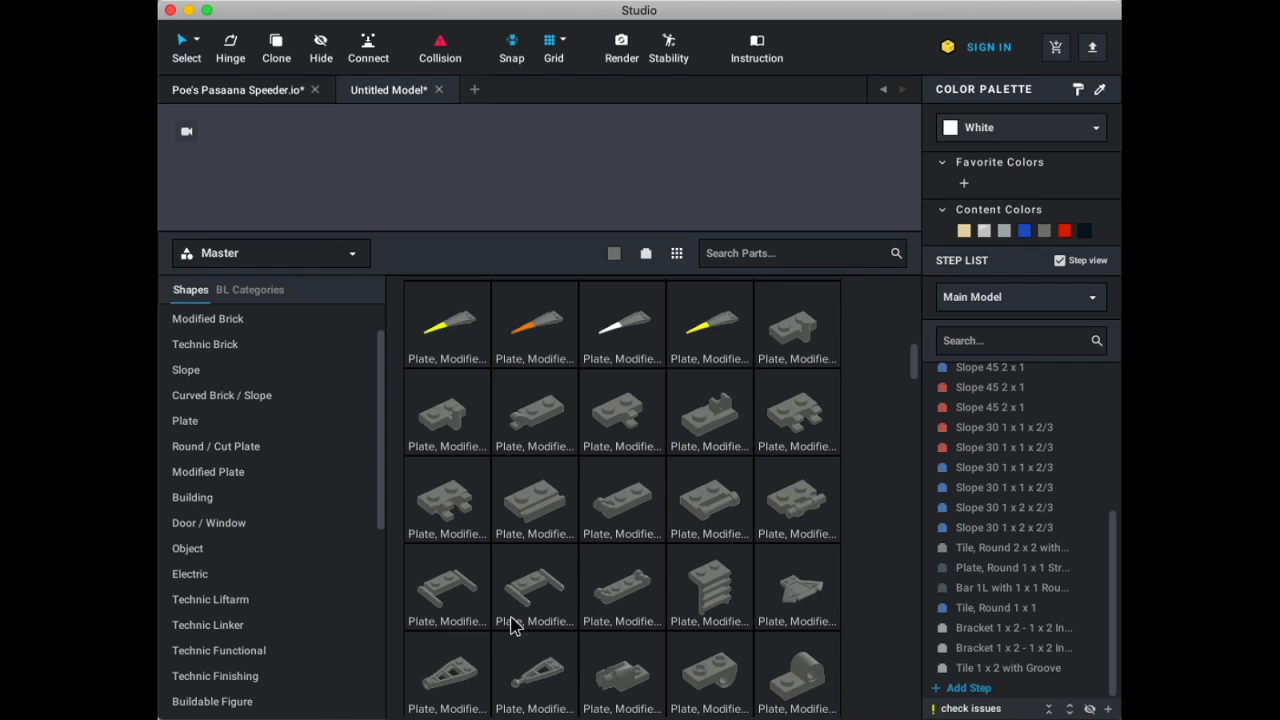 Studio
Select
Hinge
Clone
Hide
Connect
Collision
Snap
Grid
Render
Stability
Instruction
SIGN IN
Poe's Pasaana Speeder.io*
Untitled Model*
COLOR PALETTE
White
Favorite Colors
Content Colors
Master
Search Parts...
STEP LIST
Step view
Main Model
Search...
Shapes
BL Categories
Modified Brick
Technic Brick
Slope
Curved Brick / Slope
Plate
Round / Cut Plate
Modified Plate
Building
Door / Window
Object
Electric
Technic Liftarm
Technic Linker
Technic Functional
Technic Finishing
Buildable Figure
Plate, Modifie... Plate, Modifie... Plate, Modifie... Plate, Modifie... Plate, Modifie...
Plate, Modifie... Plate, Modifie... Plate, Modifie... Plate, Modifie... Plate, Modifie...
Plate, Modifie... Plate, Modifie... Plate, Modifie... Plate, Modifie... Plate, Modifie...
Plate, Modifie... Plate, Modifie... Plate, Modifie... Plate, Modifie... Plate, Modifie...
Plate, Modifie... Plate, Modifie... Plate, Modifie... Plate, Modifie... Plate, Modifie...
Slope 45 2 x 1
Slope 45 2 x 1
Slope 45 2 x 1
Slope 30 1 x 1 x 2/3
Slope 30 1 x 1 x 2/3
Slope 30 1 x 1 x 2/3
Slope 30 1 x 1 x 2/3
Slope 30 1 x 2 x 2/3
Slope 30 1 x 2 x 2/3
Tile, Round 2 x 2 with...
Plate, Round 1 x 1 Str...
Bar 1L with 1 x 1 Rou...
Tile, Round 1 x 1
Bracket 1 x 2 - 1 x 2 In...
Bracket 1 x 2 - 1 x 2 In...
Tile 1 x 2 with Groove
Add Step
check issues